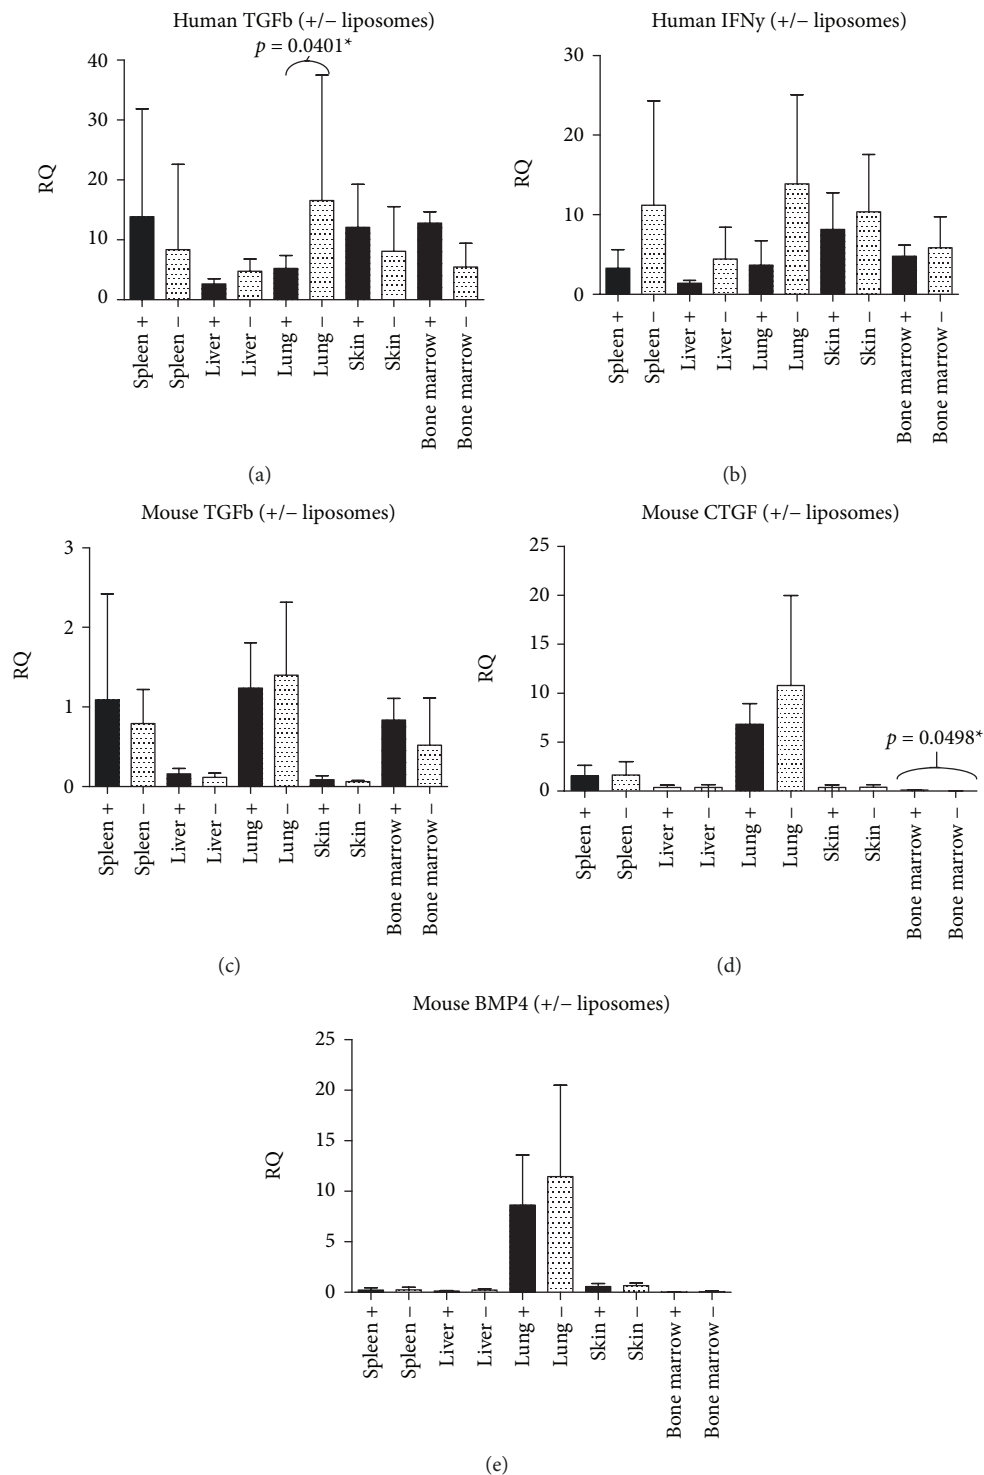 Human TGFb (+/− liposomes)
p = 0.0401*
40
30
20
10
0
RQ
Spleen +
Spleen −
Liver +
Liver −
Lung +
Lung −
Skin +
Skin −
Bone marrow +
Bone marrow −
(a)
Human IFNy (+/− liposomes)
30
20
10
0
RQ
Spleen +
Spleen −
Liver +
Liver −
Lung +
Lung −
Skin +
Skin −
Bone marrow +
Bone marrow −
(b)
Mouse TGFb (+/− liposomes)
3
2
1
0
RQ
Spleen +
Spleen −
Liver +
Liver −
Lung +
Lung −
Skin +
Skin −
Bone marrow +
Bone marrow −
(c)
Mouse CTGF (+/− liposomes)
25
20
15
10
5
0
RQ
p = 0.0498*
Spleen +
Spleen −
Liver +
Liver −
Lung +
Lung −
Skin +
Skin −
Bone marrow +
Bone marrow −
(d)
Mouse BMP4 (+/− liposomes)
25
20
15
10
5
0
RQ
Spleen +
Spleen −
Liver +
Liver −
Lung +
Lung −
Skin +
Skin −
Bone marrow +
Bone marrow −
(e)